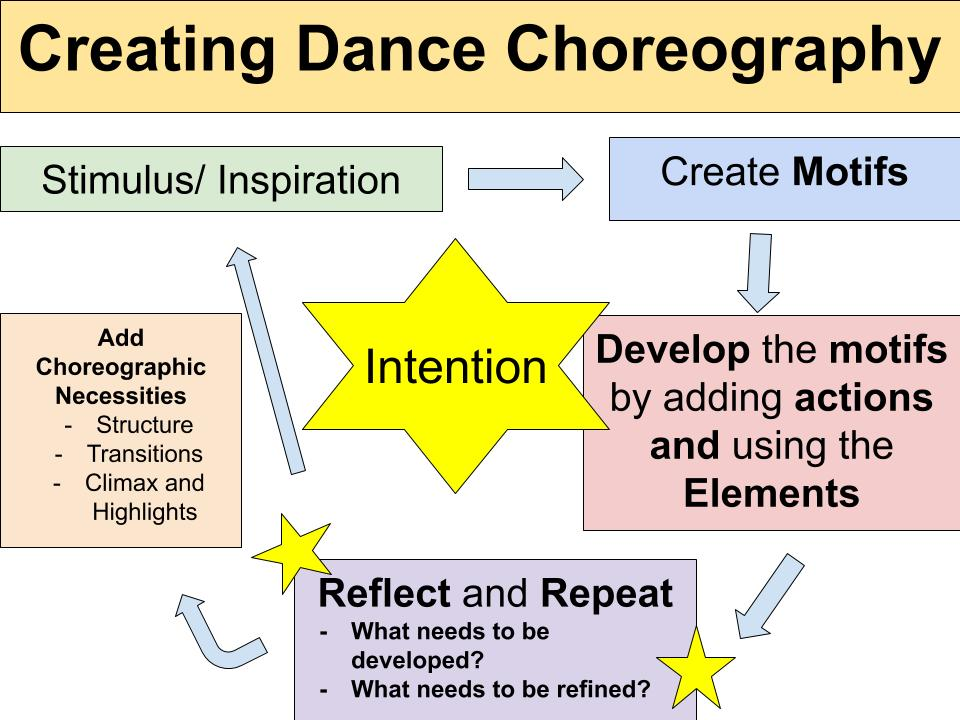 Creating Dance Choreography
Stimulus/ Inspiration
Create Motifs
Intention
Develop the motifs
by adding actions
and using the
Elements
Add
Choreographic
Necessities
- Structure
- Transitions
- Climax and
Highlights
Reflect and Repeat
- What needs to be
developed?
- What needs to be refined?